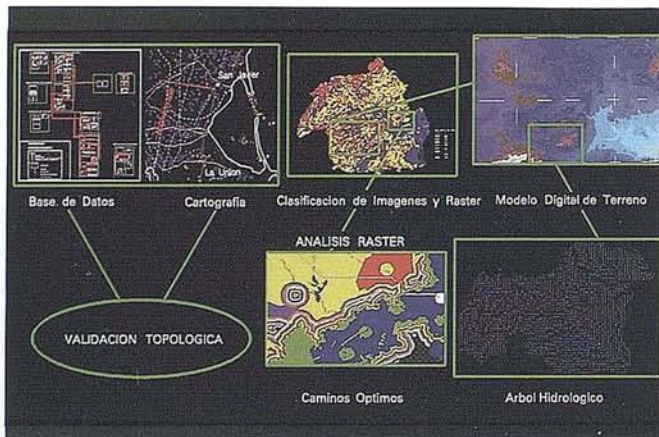 San Javier
La Union
Base de Datos
Cartografia
Clasificacion de Imagenes y Raster
Modelo Digital de Terreno
ANALISIS RASTER
VALIDACION TOPOLOGICA
Caminos Optimos
Arbol Hidrologico